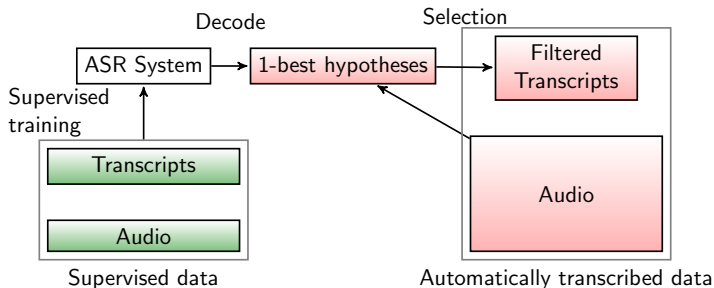 Decode
Selection
ASR System
1-best hypotheses
Filtered
Transcripts
Supervised
training
Transcripts
Audio
Audio
Supervised data
Automatically transcribed data